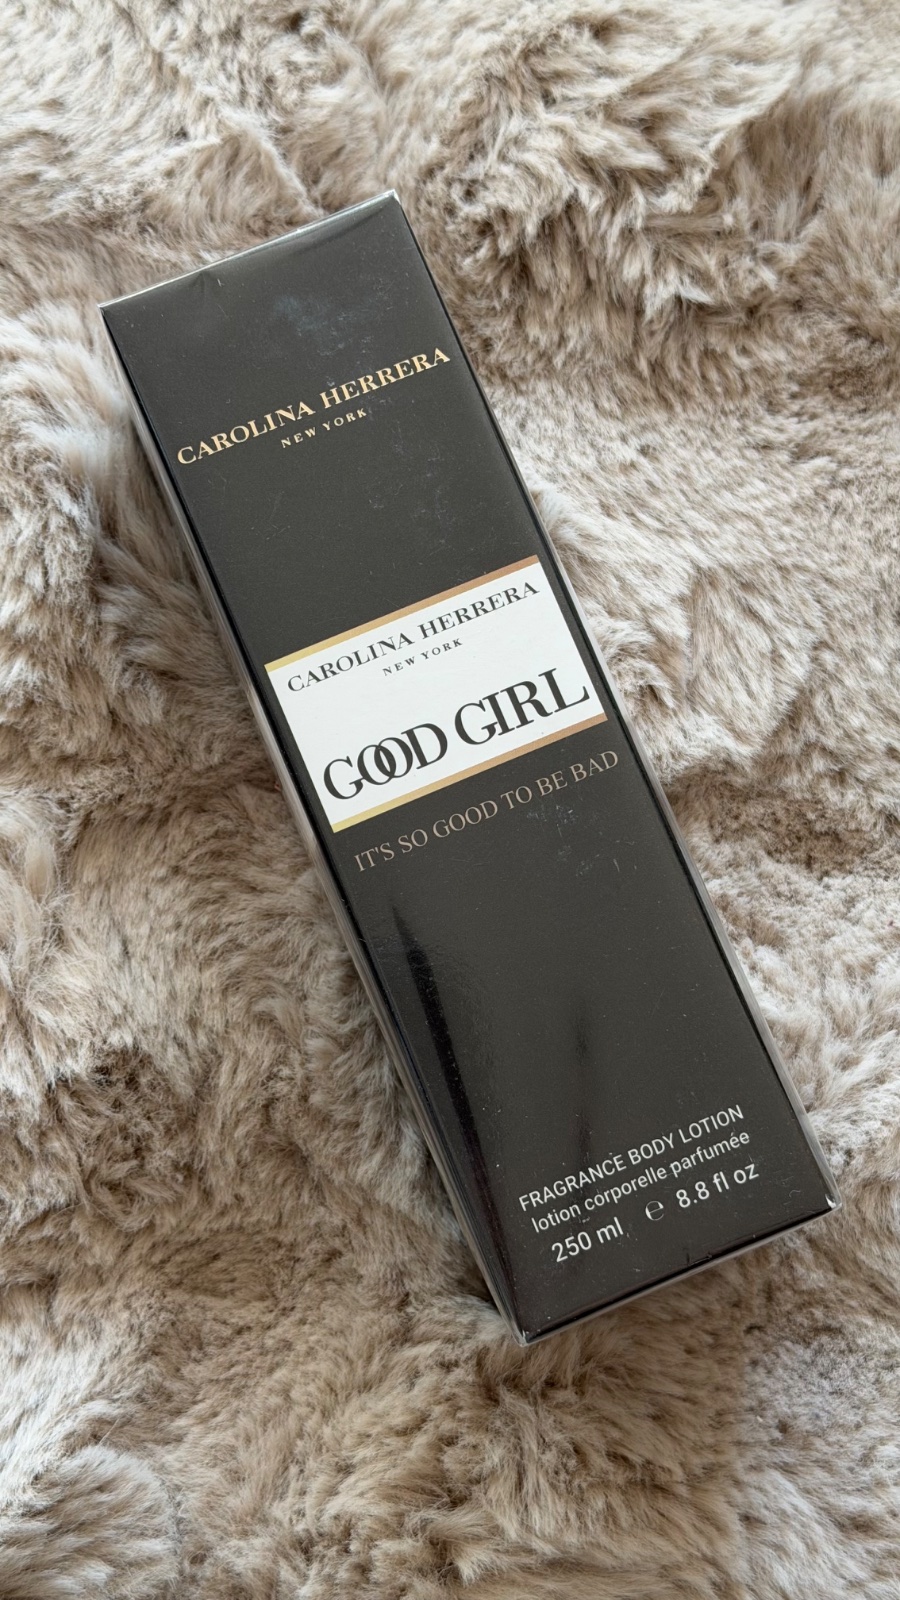 CAROLINA HERRERA
NEW YORK
CAROLINA HERRERA
NEW YORK
GOOD GIRL
IT'S SO GOOD TO BE BAD
FRAGRANCE BODY LOTION
lotion corporelle parfumée
250 ml ℮ 8.8 fl oz